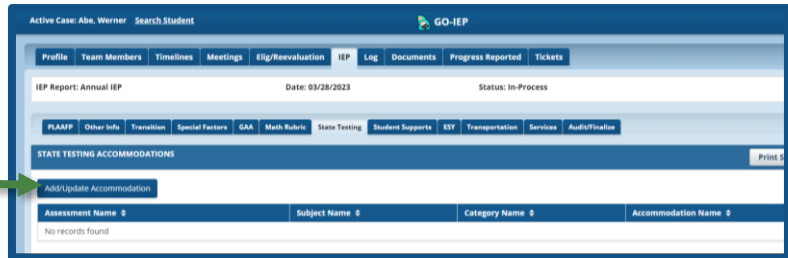 Active Case: Abe, Werner Search Student GO-IEP
Profile Team Members Timelines Meetings Elig/Reevaluation IEP Log Documents Progress Reported Tickets
IEP Report: Annual IEP Date: 03/28/2023 Status: In-Process
PLAAFP Other Info Transition Special Factors GAA Math Rubric State Testing Student Supports ESY Transportation Services Audit/Finalize
STATE TESTING ACCOMMODATIONS Print S
Add/Update Accommodation
Assessment Name Subject Name Category Name Accommodation Name
No records found